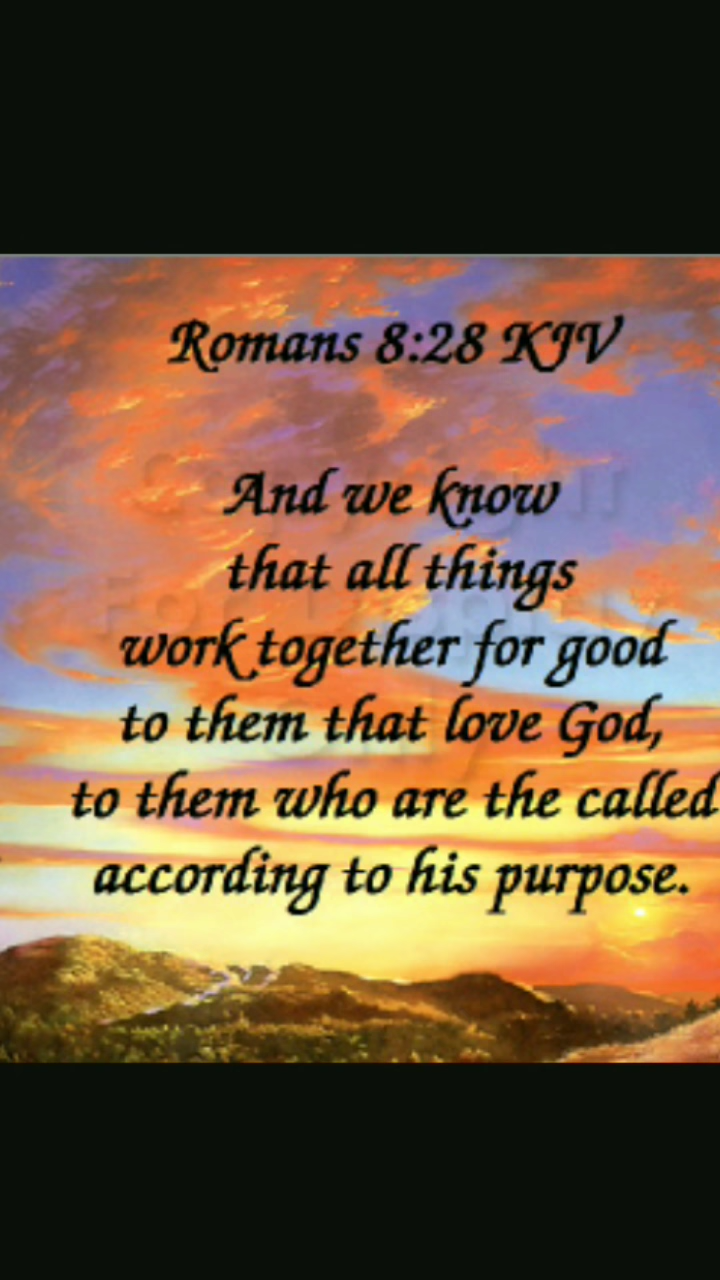 Romans 8:28 KJV
And we know
that all things
work together for good
to them that love God,
to them who are the called
according to his purpose.